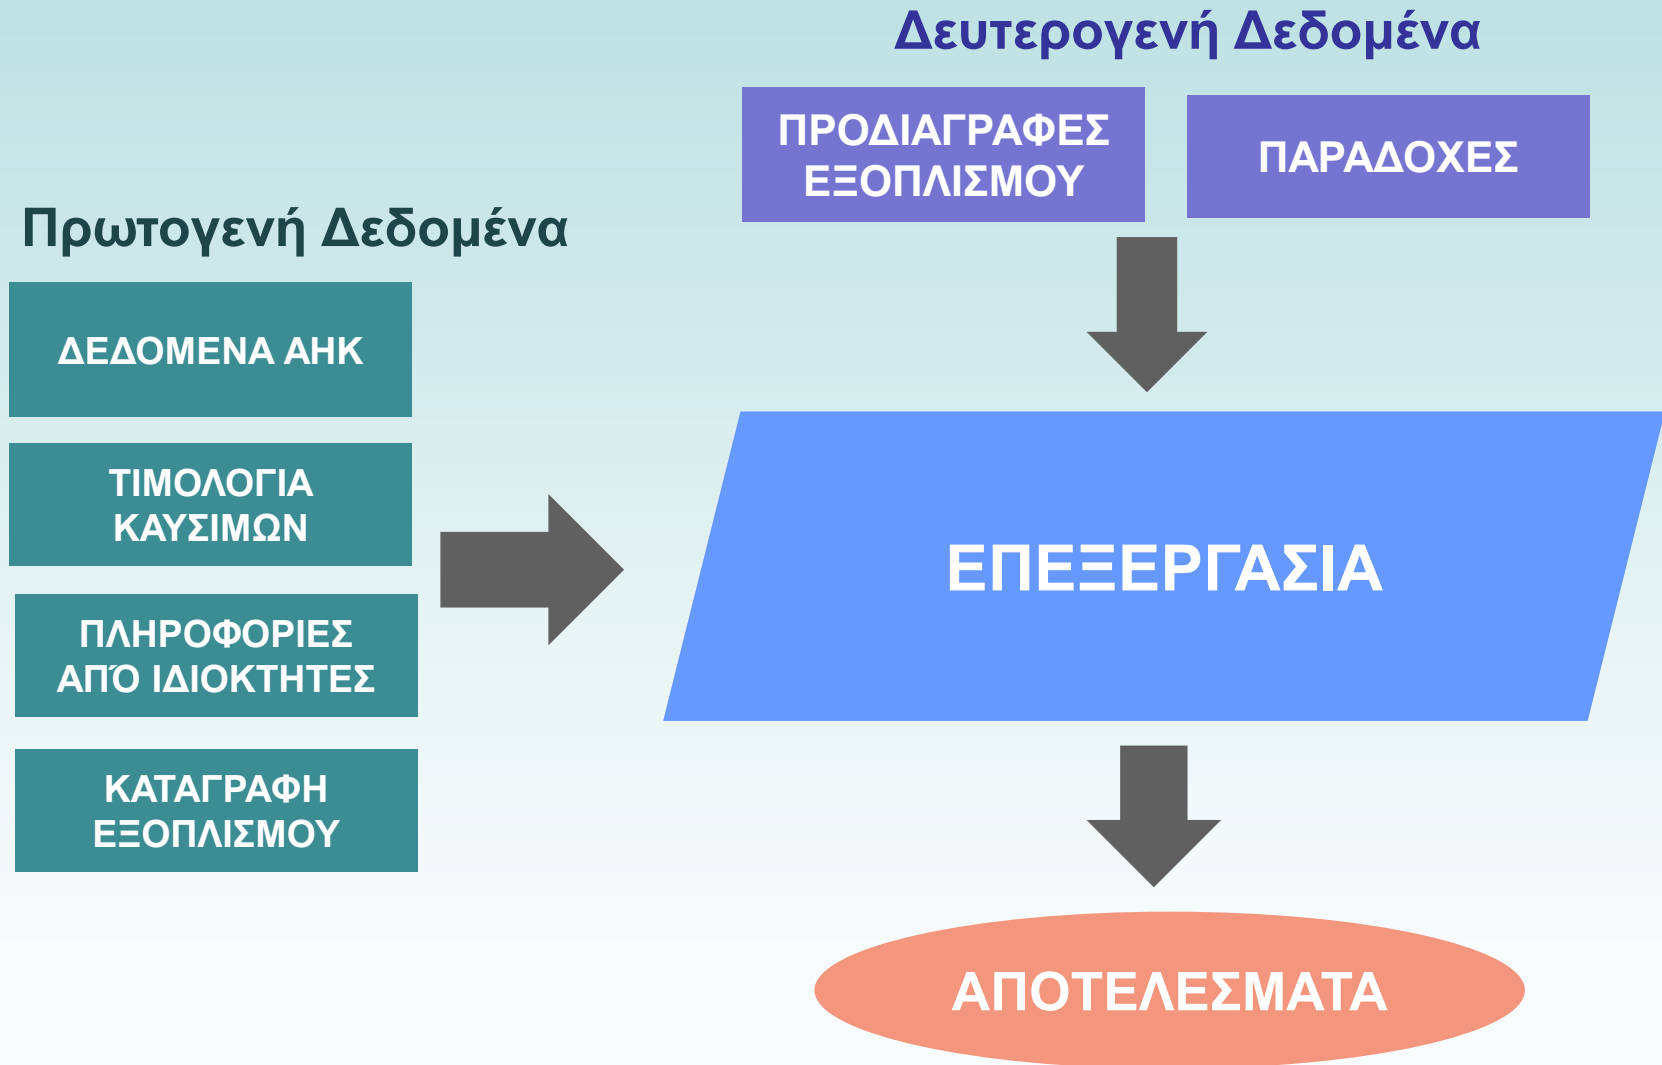 Δευτερογενή Δεδομένα
ΠΡΟΔΙΑΓΡΑΦΕΣ
ΕΞΟΠΛΙΣΜΟΥ
ΠΑΡΑΔΟΧΕΣ
Πρωτογενή Δεδομένα
ΔΕΔΟΜΕΝΑ ΑΗΚ
ΤΙΜΟΛΟΓΙΑ
ΚΑΥΣΙΜΩΝ
ΠΛΗΡΟΦΟΡΙΕΣ
ΑΠΌ ΙΔΙΟΚΤΗΤΕΣ
ΚΑΤΑΓΡΑΦΗ
ΕΞΟΠΛΙΣΜΟΥ
ΕΠΕΞΕΡΓΑΣΙΑ
ΑΠΟΤΕΛΕΣΜΑΤΑ